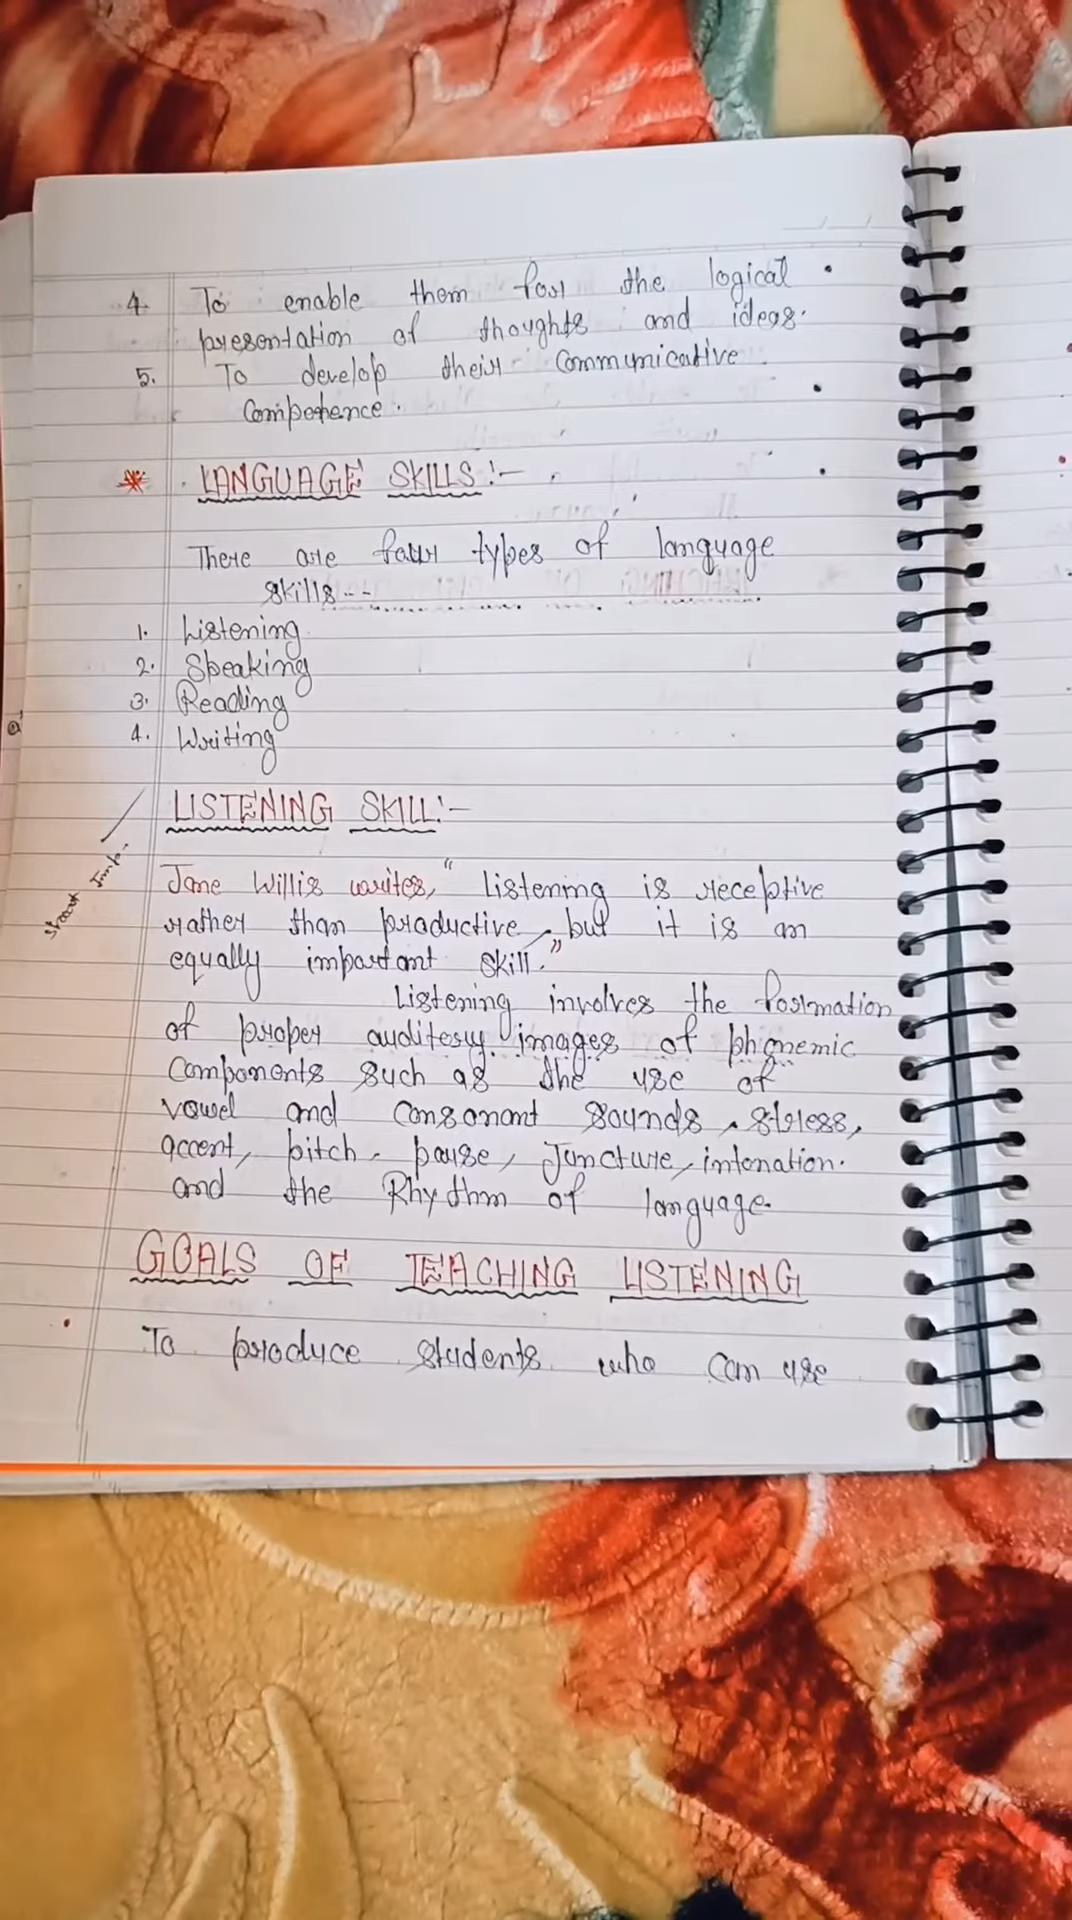 4. To enable them for the logical
presentation of thoughts and ideas.
5. To develop their communicative
Competence.
* LANGUAGE SKILLS:-
There are four types of language
skills--
1. Listening
2. Speaking
3. Reading
4. Writing
LISTENING SKILL:-
Short Imp.
Jane Willis writes, "listening is receptive
rather than productive, but it is an
equally important skill."
Listening involves the formation
of proper auditery images of phonemic
Components such as the use of
vowel and consonant sounds, stress,
accent, pitch, pause, Juncture, intonation.
and the Rhythm of language.
GOALS OF TEACHING LISTENING
To produce students who can use